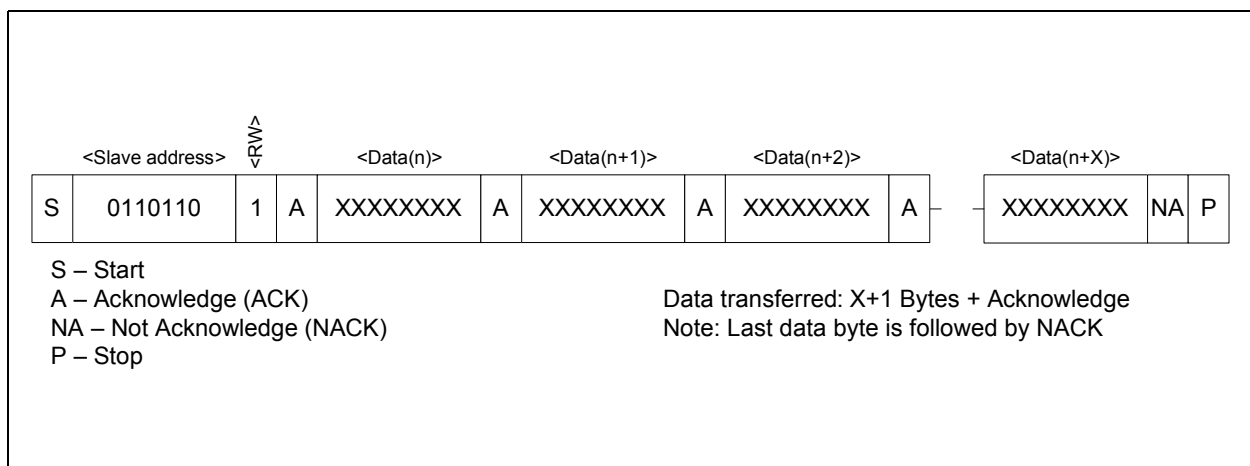 <Slave address> <RW> <Data(n)> <Data(n+1)> <Data(n+2)> <Data(n+X)>
S 0110110 1 A XXXXXXXX A XXXXXXXX A XXXXXXXX A XXXXXXXX NA P
S – Start
A – Acknowledge (ACK)
NA – Not Acknowledge (NACK)
P – Stop
Data transferred: X+1 Bytes + Acknowledge
Note: Last data byte is followed by NACK